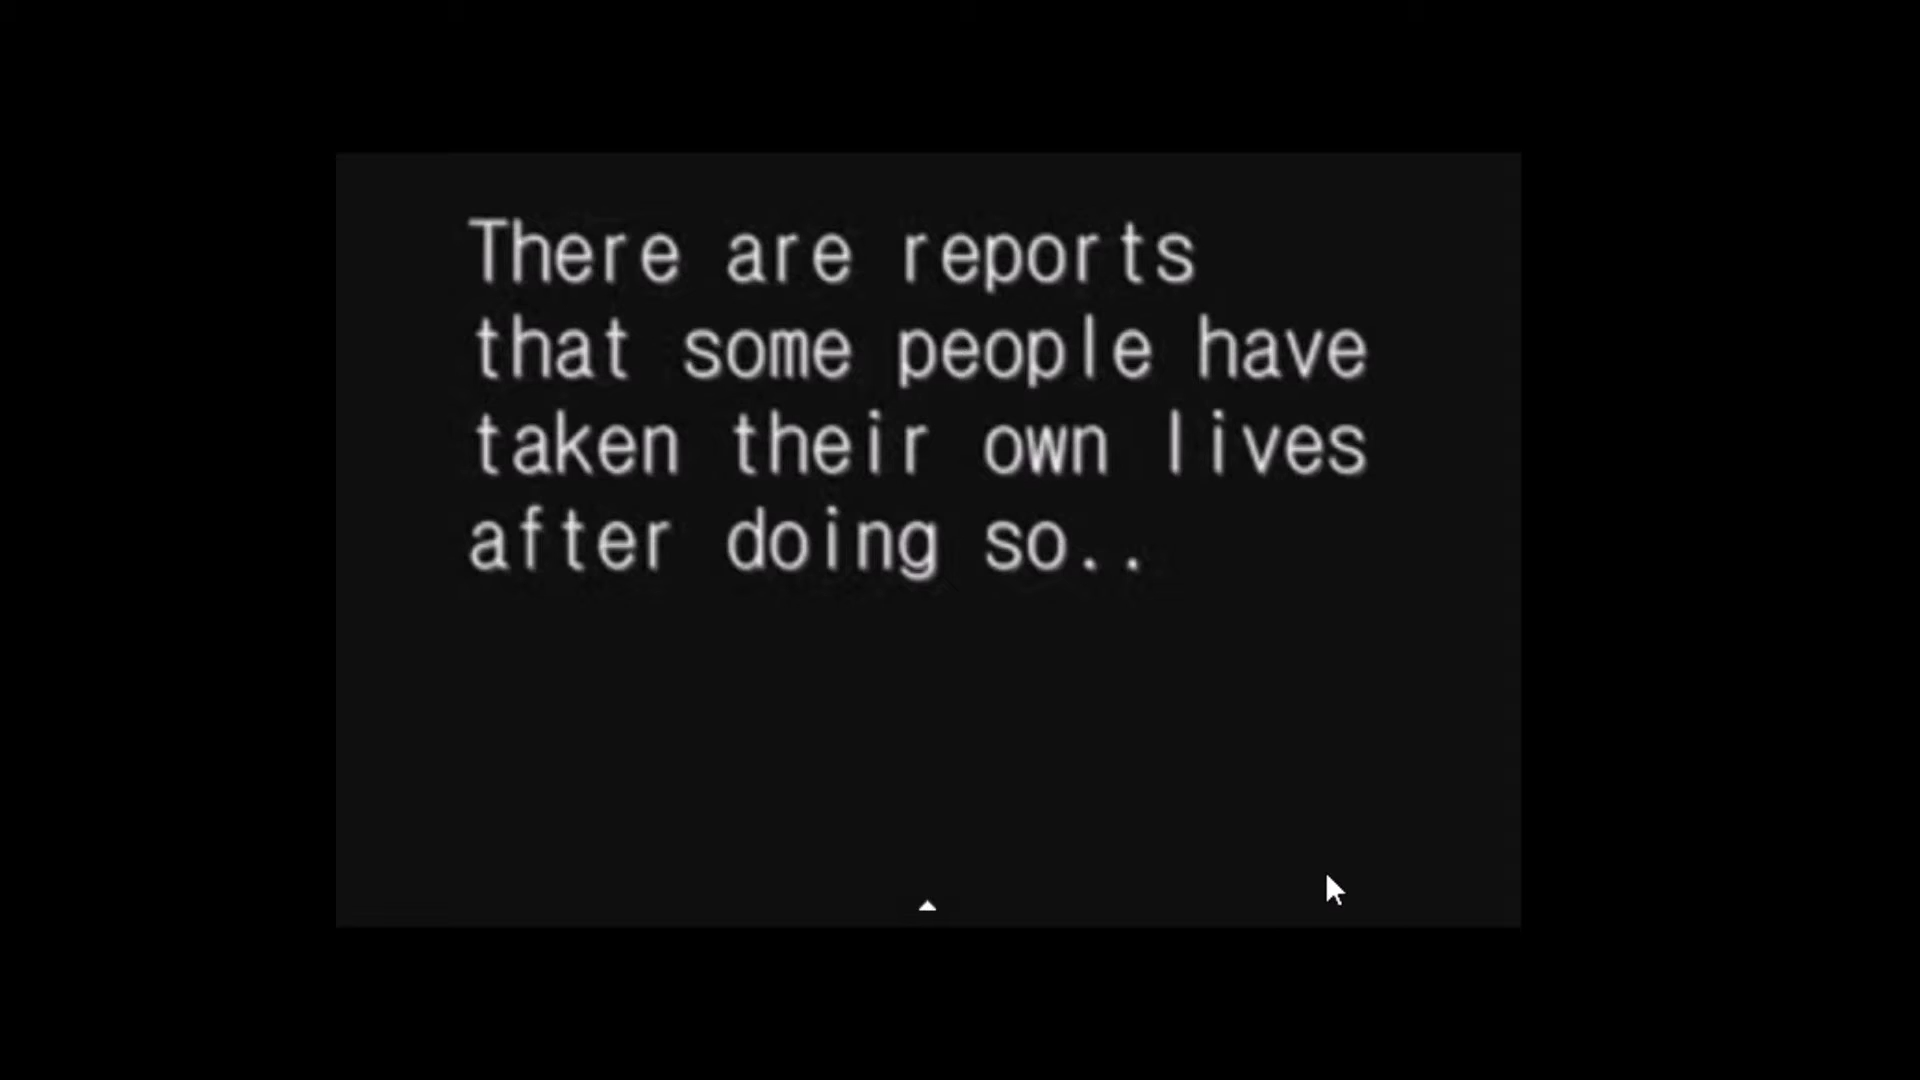 There are reports
that some people have
taken their own lives
after doing so..